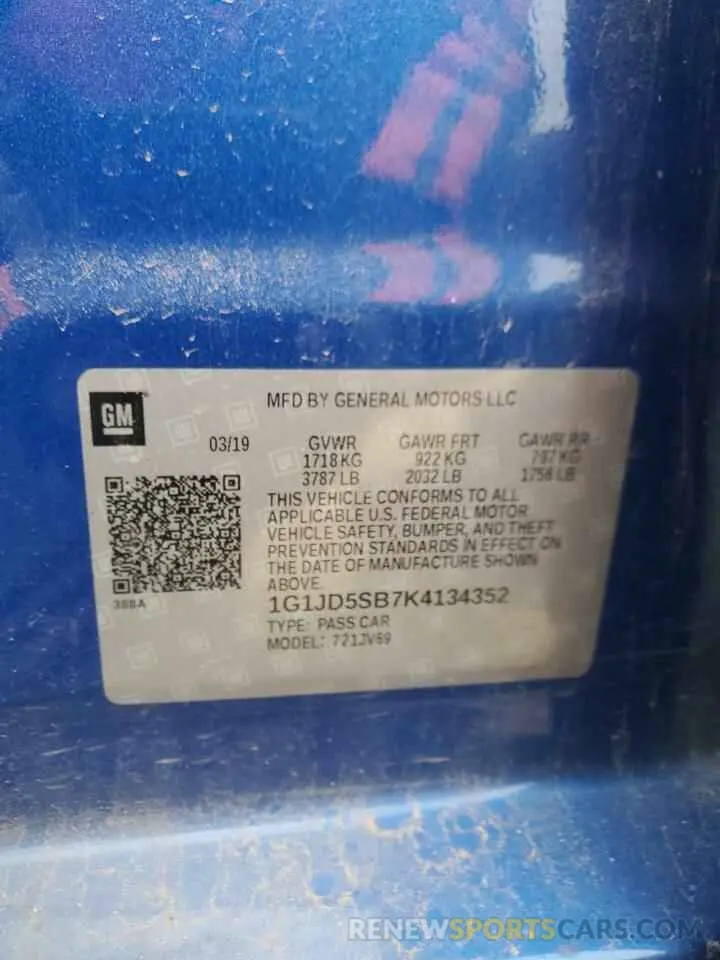 GM
MFD BY GENERAL MOTORS LLC
03/19 GVWR GAWR FRT GAWR RR
1718 KG 922 KG 797 KG
3787 LB 2032 LB 1756 LB
THIS VEHICLE CONFORMS TO ALL
APPLICABLE U.S. FEDERAL MOTOR
VEHICLE SAFETY, BUMPER, AND THEFT
PREVENTION STANDARDS IN EFFECT ON
THE DATE OF MANUFACTURE SHOWN
ABOVE.
388A
1G1JD5SB7K4134352
TYPE: PASS CAR
MODEL: 721JV69
RENEWSPORTSCARS.COM